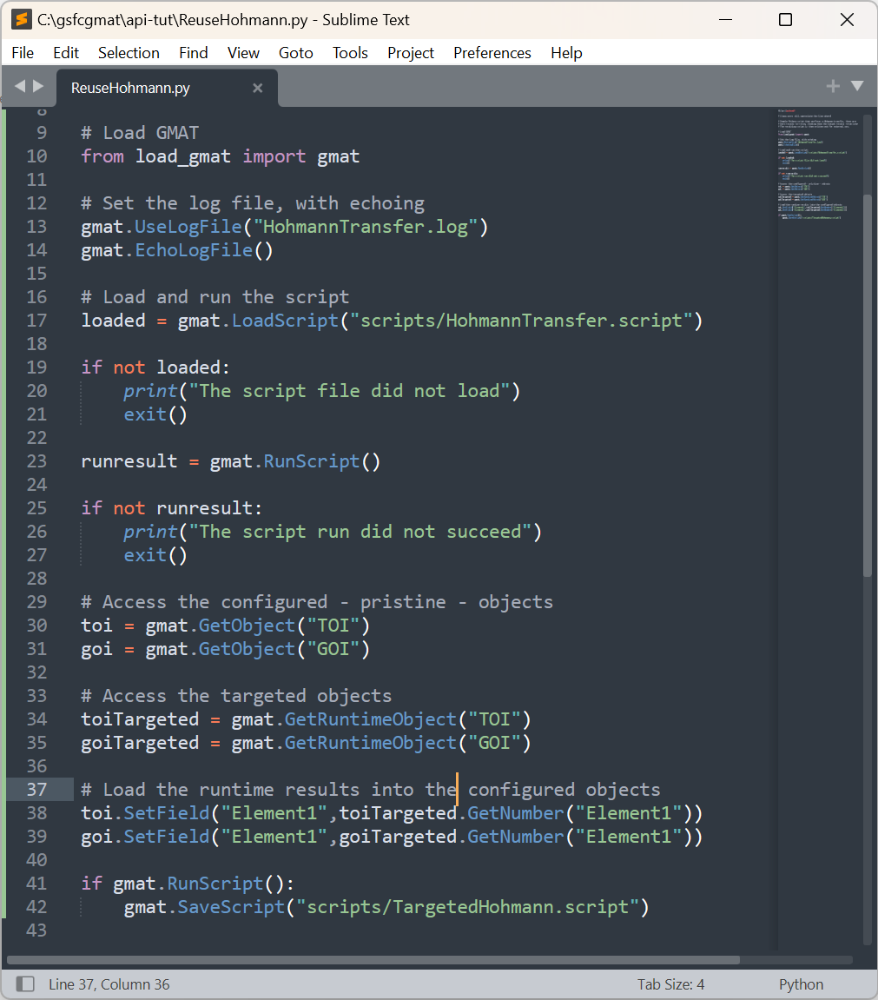 C:\gsfcgmat\api-tut\ReuseHohmann.py - Sublime Text
File Edit Selection Find View Goto Tools Project Preferences Help
ReuseHohmann.py
8
9 # Load GMAT
10 from load_gmat import gmat
11
12 # Set the log file, with echoing
13 gmat.UseLogFile("HohmannTransfer.log")
14 gmat.EchoLogFile()
15
16 # Load and run the script
17 loaded = gmat.LoadScript("scripts/HohmannTransfer.script")
18
19 if not loaded:
20     print("The script file did not load")
21     exit()
22
23 runresult = gmat.RunScript()
24
25 if not runresult:
26     print("The script run did not succeed")
27     exit()
28
29 # Access the configured - pristine - objects
30 toi = gmat.GetObject("TOI")
31 goi = gmat.GetObject("GOI")
32
33 # Access the targeted objects
34 toiTargeted = gmat.GetRuntimeObject("TOI")
35 goiTargeted = gmat.GetRuntimeObject("GOI")
36
37 # Load the runtime results into the configured objects
38 toi.SetField("Element1",toiTargeted.GetNumber("Element1"))
39 goi.SetField("Element1",goiTargeted.GetNumber("Element1"))
40
41 if gmat.RunScript():
42     gmat.SaveScript("scripts/TargetedHohmann.script")
43
Line 37, Column 36 Tab Size: 4 Python